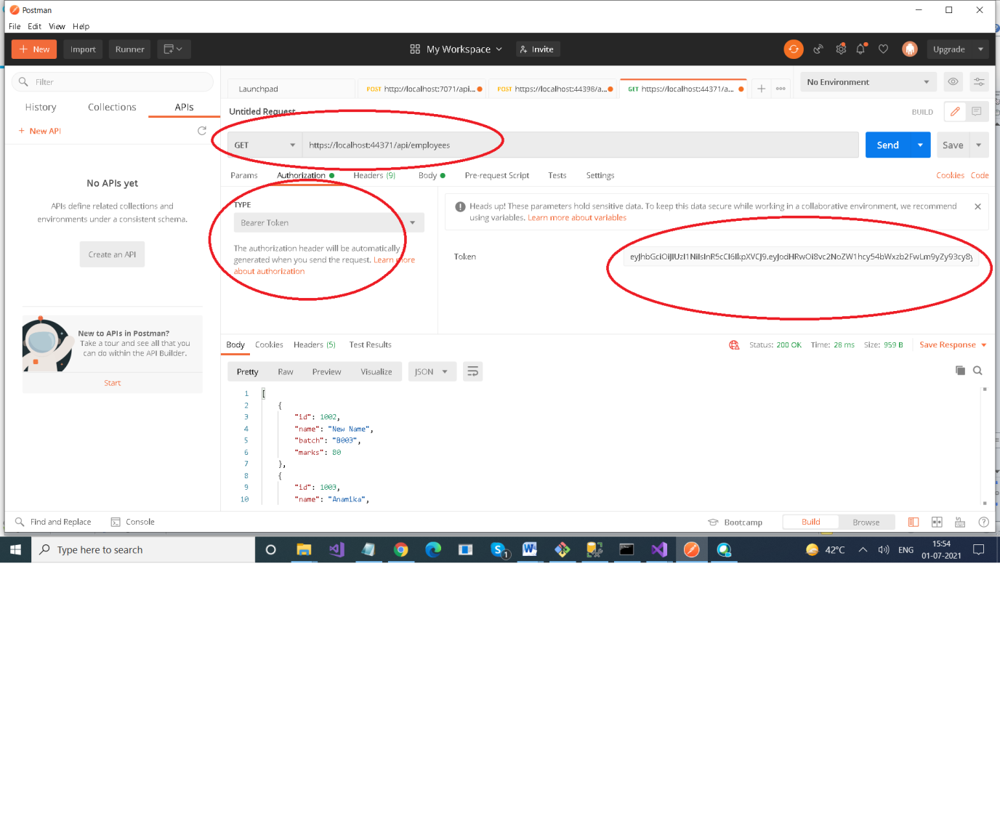 Postman
File Edit View Help
New Import Runner My Workspace Invite Upgrade
Filter
History Collections APIs
+ New API
No APIs yet
APIs define related collections and
environments under a consistent schema.
Create an API
New to APIs in Postman?
Take a tour and see all that you
can do within the API Builder.
Start
Launchpad POST http://localhost:7071/api... POST https://localhost:44398/a... GET https://localhost:44371/a...
No Environment
Untitled Request BUILD
GET https://localhost:44371/api/employees Send Save
Params Authorization Headers (9) Body Pre-request Script Tests Settings Cookies Code
TYPE
Bearer Token
The authorization header will be automatically
generated when you send the request. Learn more
about authorization
Heads up! These parameters hold sensitive data. To keep this data secure while working in a collaborative environment, we recommend
using variables. Learn more about variables
Token
Body Cookies Headers (5) Test Results Status: 200 OK Time: 28 ms Size: 959 B Save Response
Pretty Raw Preview Visualize JSON
1 [
2 {
3 "id": 1002,
4 "name": "New Name",
5 "batch": "B003",
6 "marks": 80
7 },
8 {
9 "id": 1003,
10 "name": "Anamika",
Find and Replace Console Bootcamp Build Browse
Type here to search 1 42°C ENG 15:54
01-07-2021